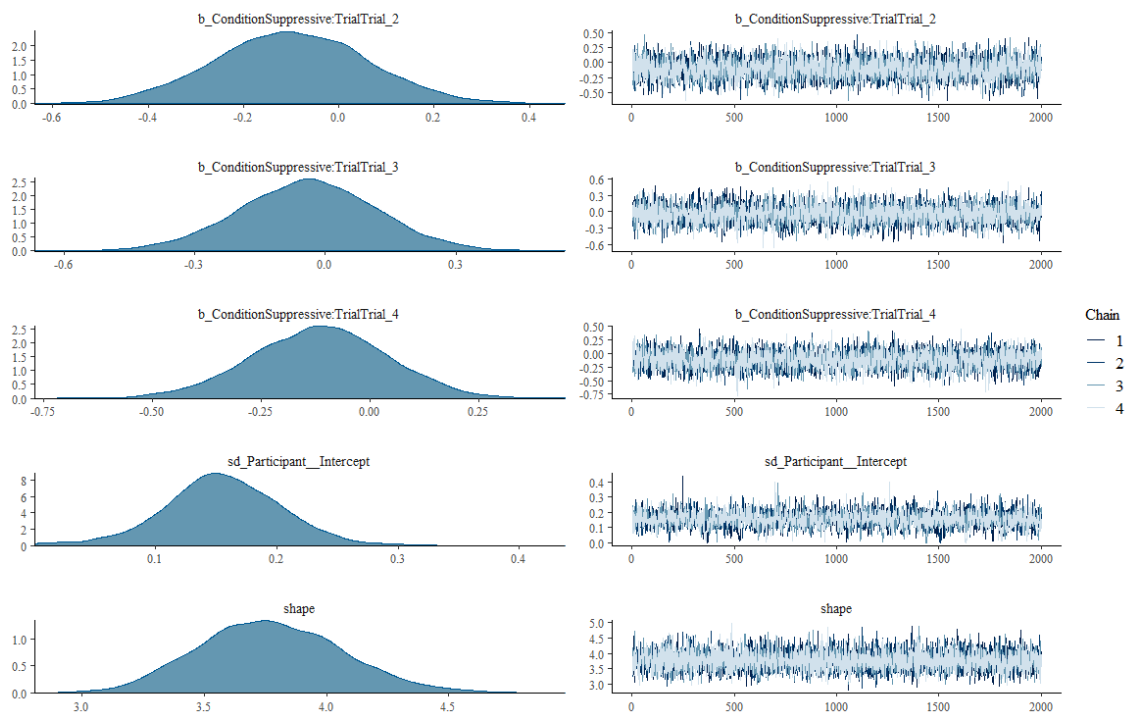 b_ConditionSuppressive:TrialTrial_2
2.0
1.5
1.0
0.5
0.0
-0.6 -0.4 -0.2 0.0 0.2 0.4
b_ConditionSuppressive:TrialTrial_2
0.50
0.25
0.00
-0.25
-0.50
0 500 1000 1500 2000
b_ConditionSuppressive:TrialTrial_3
2.5
2.0
1.5
1.0
0.5
0.0
-0.6 -0.3 0.0 0.3
b_ConditionSuppressive:TrialTrial_3
0.6
0.3
0.0
-0.3
-0.6
0 500 1000 1500 2000
b_ConditionSuppressive:TrialTrial_4
2.5
2.0
1.5
1.0
0.5
0.0
-0.75 -0.50 -0.25 0.00 0.25
b_ConditionSuppressive:TrialTrial_4
0.50
0.25
0.00
-0.25
-0.50
-0.75
0 500 1000 1500 2000
Chain
1
2
3
4
sd_Participant__Intercept
8
6
4
2
0
0.1 0.2 0.3 0.4
sd_Participant__Intercept
0.4
0.3
0.2
0.1
0.0
0 500 1000 1500 2000
shape
1.0
0.5
0.0
3.0 3.5 4.0 4.5
shape
5.0
4.5
4.0
3.5
3.0
0 500 1000 1500 2000